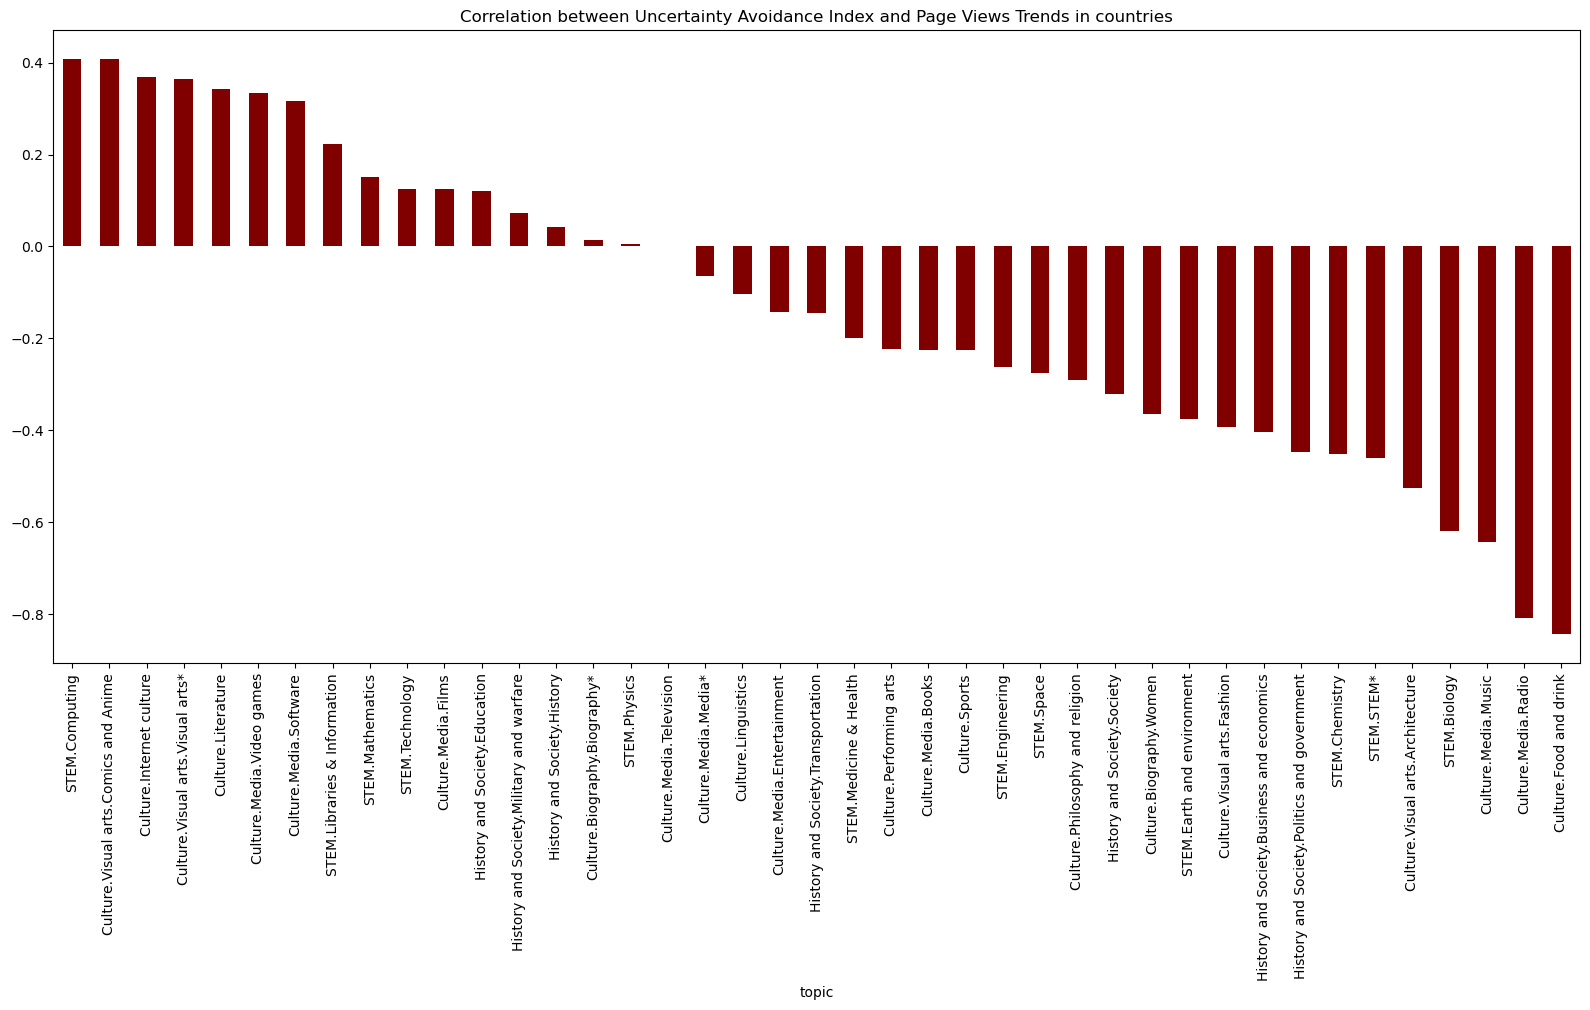 Correlation between Uncertainty Avoidance Index and Page Views Trends in countries
0.4
0.2
0.0
−0.2
−0.4
−0.6
−0.8
STEM.Computing
Culture.Visual arts.Comics and Anime
Culture.Internet culture
Culture.Visual arts.Visual arts*
Culture.Literature
Culture.Media.Video games
Culture.Media.Software
STEM.Libraries & Information
STEM.Mathematics
STEM.Technology
Culture.Media.Films
History and Society.Education
History and Society.Military and warfare
History and Society.History
Culture.Biography.Biography*
STEM.Physics
Culture.Media.Television
Culture.Media.Media*
Culture.Linguistics
Culture.Media.Entertainment
History and Society.Transportation
STEM.Medicine & Health
Culture.Performing arts
Culture.Media.Books
Culture.Sports
STEM.Engineering
STEM.Space
Culture.Philosophy and religion
History and Society.Society
Culture.Biography.Women
STEM.Earth and environment
Culture.Visual arts.Fashion
History and Society.Business and economics
History and Society.Politics and government
STEM.Chemistry
STEM.STEM*
Culture.Visual arts.Architecture
STEM.Biology
Culture.Media.Music
Culture.Media.Radio
Culture.Food and drink
topic